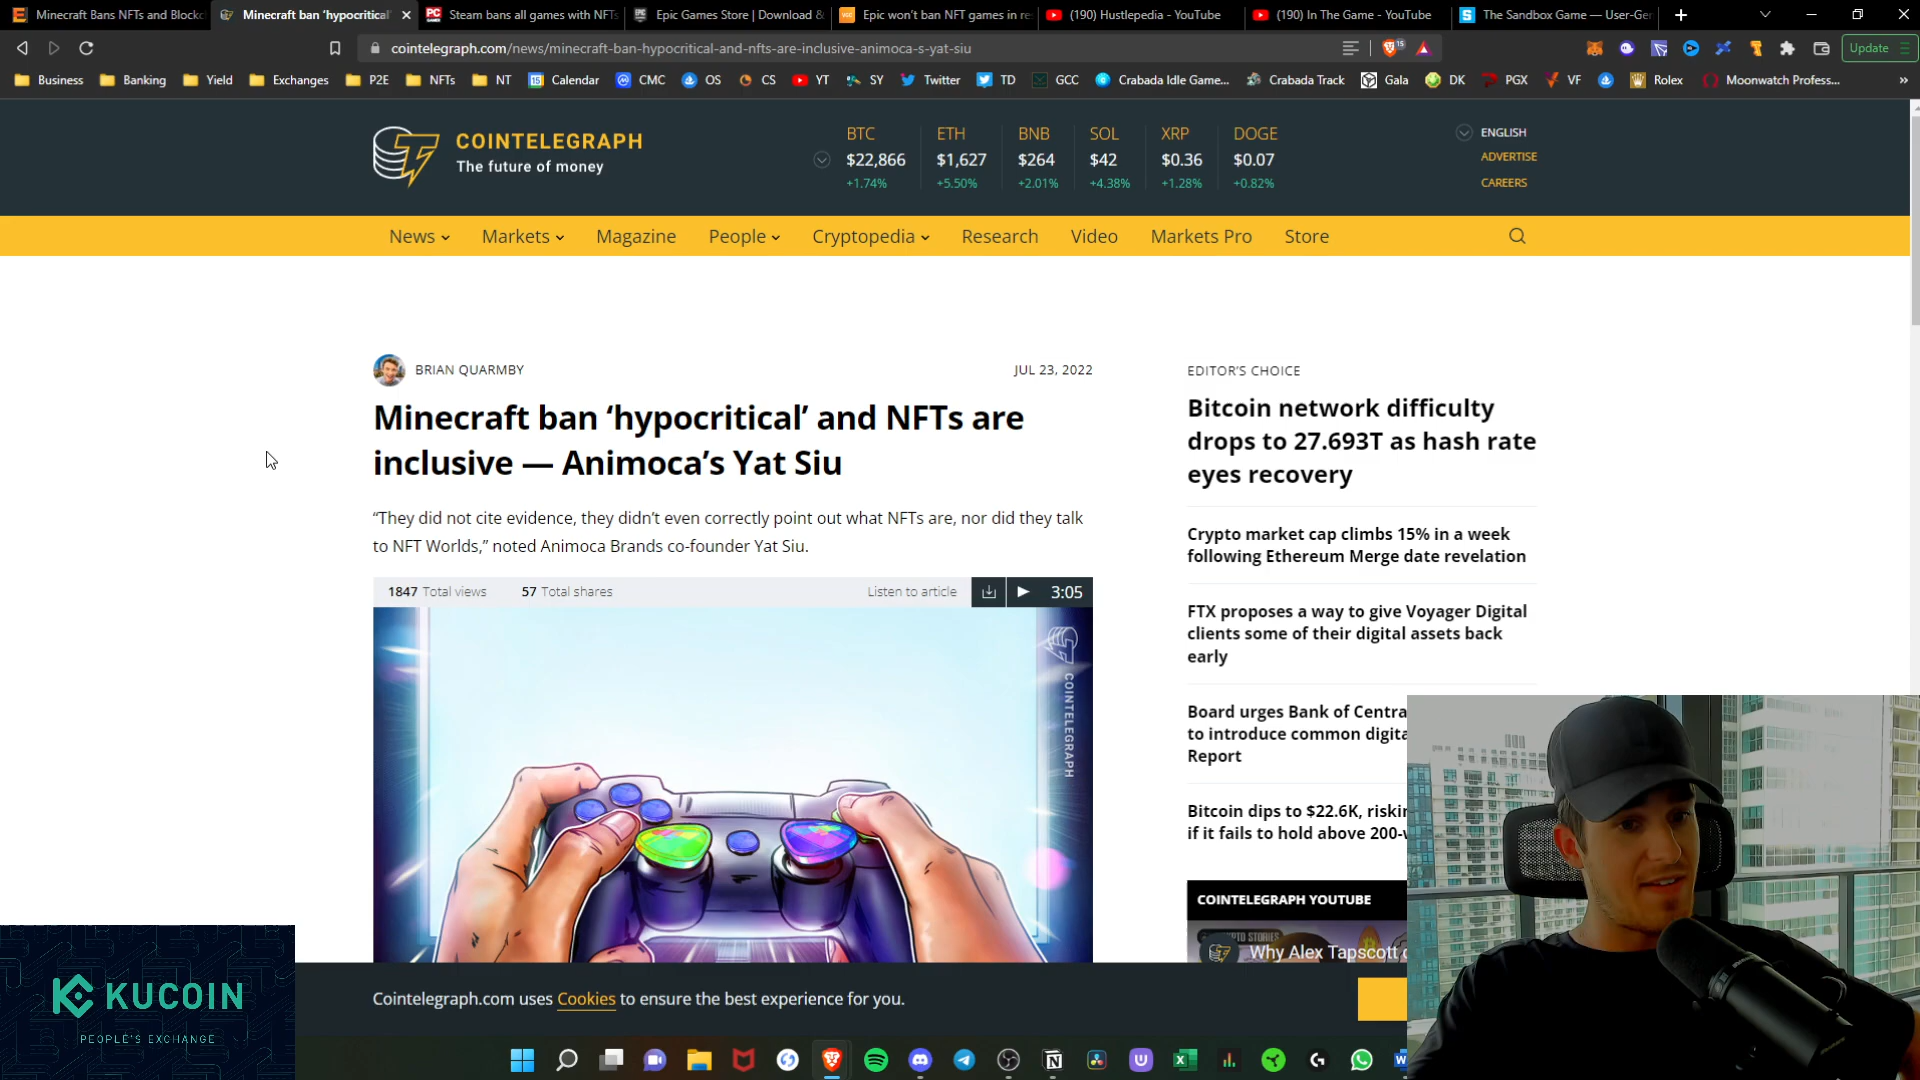 Minecraft Bans NFTs and Blockc
Minecraft ban 'hypocritical'
Steam bans all games with NFTs
Epic Games Store | Download &
Epic won't ban NFT games in re
(190) Hustlepedia - YouTube
(190) In The Game - YouTube
The Sandbox Game — User-Ger
cointelegraph.com/news/minecraft-ban-hypocritical-and-nfts-are-inclusive-animoca-s-yat-siu
15
Update
Business
Banking
Yield
Exchanges
P2E
NFTs
NT
Calendar
CMC
OS
CS
YT
SY
Twitter
TD
GCC
Crabada Idle Game...
Crabada Track
Gala
DK
PGX
VF
Rolex
Moonwatch Profess...
COINTELEGRAPH
The future of money
BTC ETH BNB SOL XRP DOGE
$22,866 $1,627 $264 $42 $0.36 $0.07
+1.74% +5.50% +2.01% +4.38% +1.28% +0.82%
ENGLISH
ADVERTISE
CAREERS
News Markets Magazine People Cryptopedia Research Video Markets Pro Store
BRIAN QUARMBY
JUL 23, 2022
Minecraft ban ‘hypocritical’ and NFTs are
inclusive — Animoca’s Yat Siu
“They did not cite evidence, they didn’t even correctly point out what NFTs are, nor did they talk
to NFT Worlds,” noted Animoca Brands co-founder Yat Siu.
1847 Total views 57 Total shares Listen to article 3:05
COINTELEGRAPH
EDITOR’S CHOICE
Bitcoin network difficulty
drops to 27.693T as hash rate
eyes recovery
Crypto market cap climbs 15% in a week
following Ethereum Merge date revelation
FTX proposes a way to give Voyager Digital
clients some of their digital assets back
early
Board urges Bank of Centra
to introduce common digita
Report
Bitcoin dips to $22.6K, riskin
if it fails to hold above 200-w
COINTELEGRAPH YOUTUBE
Why Alex Tapscott
KUCOIN
PEOPLE’S EXCHANGE
Cointelegraph.com uses Cookies to ensure the best experience for you.